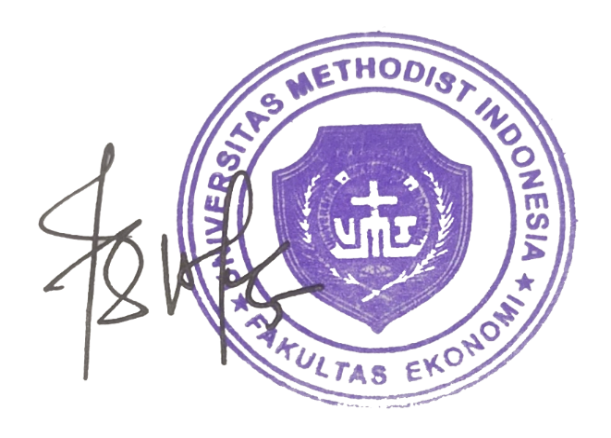 UNIVERSITAS METHODIST INDONESIA
UMI
★ FAKULTAS EKONOMI ★